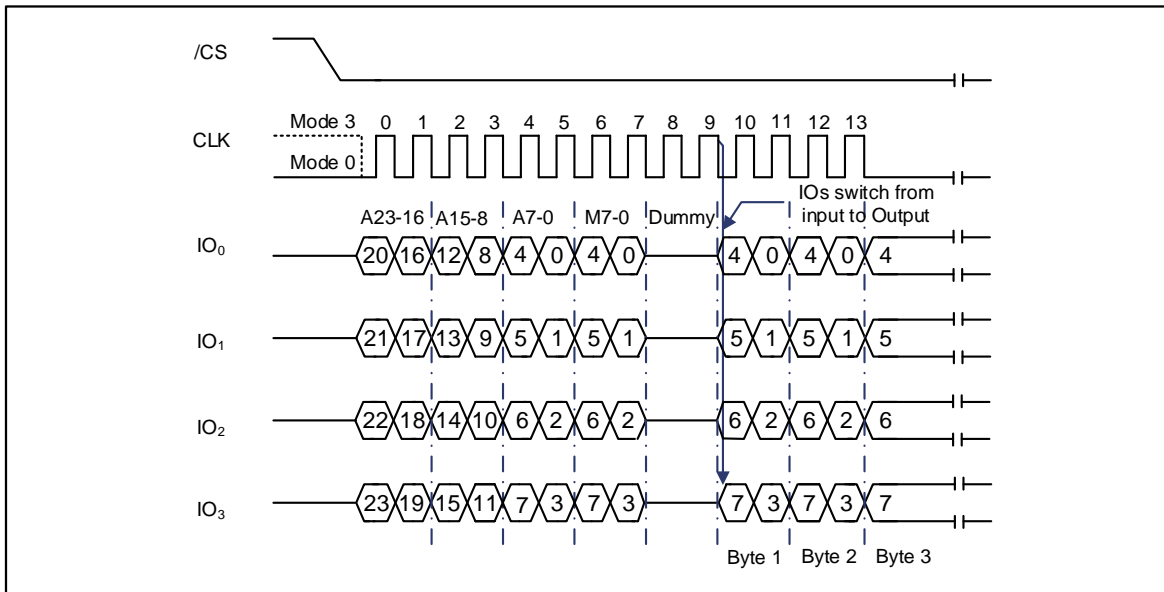 /CS
Mode 3 0 1 2 3 4 5 6 7 8 9 10 11 12 13
CLK
Mode 0
IOs switch from
input to Output
A23-16 A15-8 A7-0 M7-0 Dummy
IO0 20 16 12 8 4 0 4 0 4 0 4 0 4
IO1 21 17 13 9 5 1 5 1 5 1 5 1 5
IO2 22 18 14 10 6 2 6 2 6 2 6 2 6
IO3 23 19 15 11 7 3 7 3 7 3 7 3 7
Byte 1 Byte 2 Byte 3